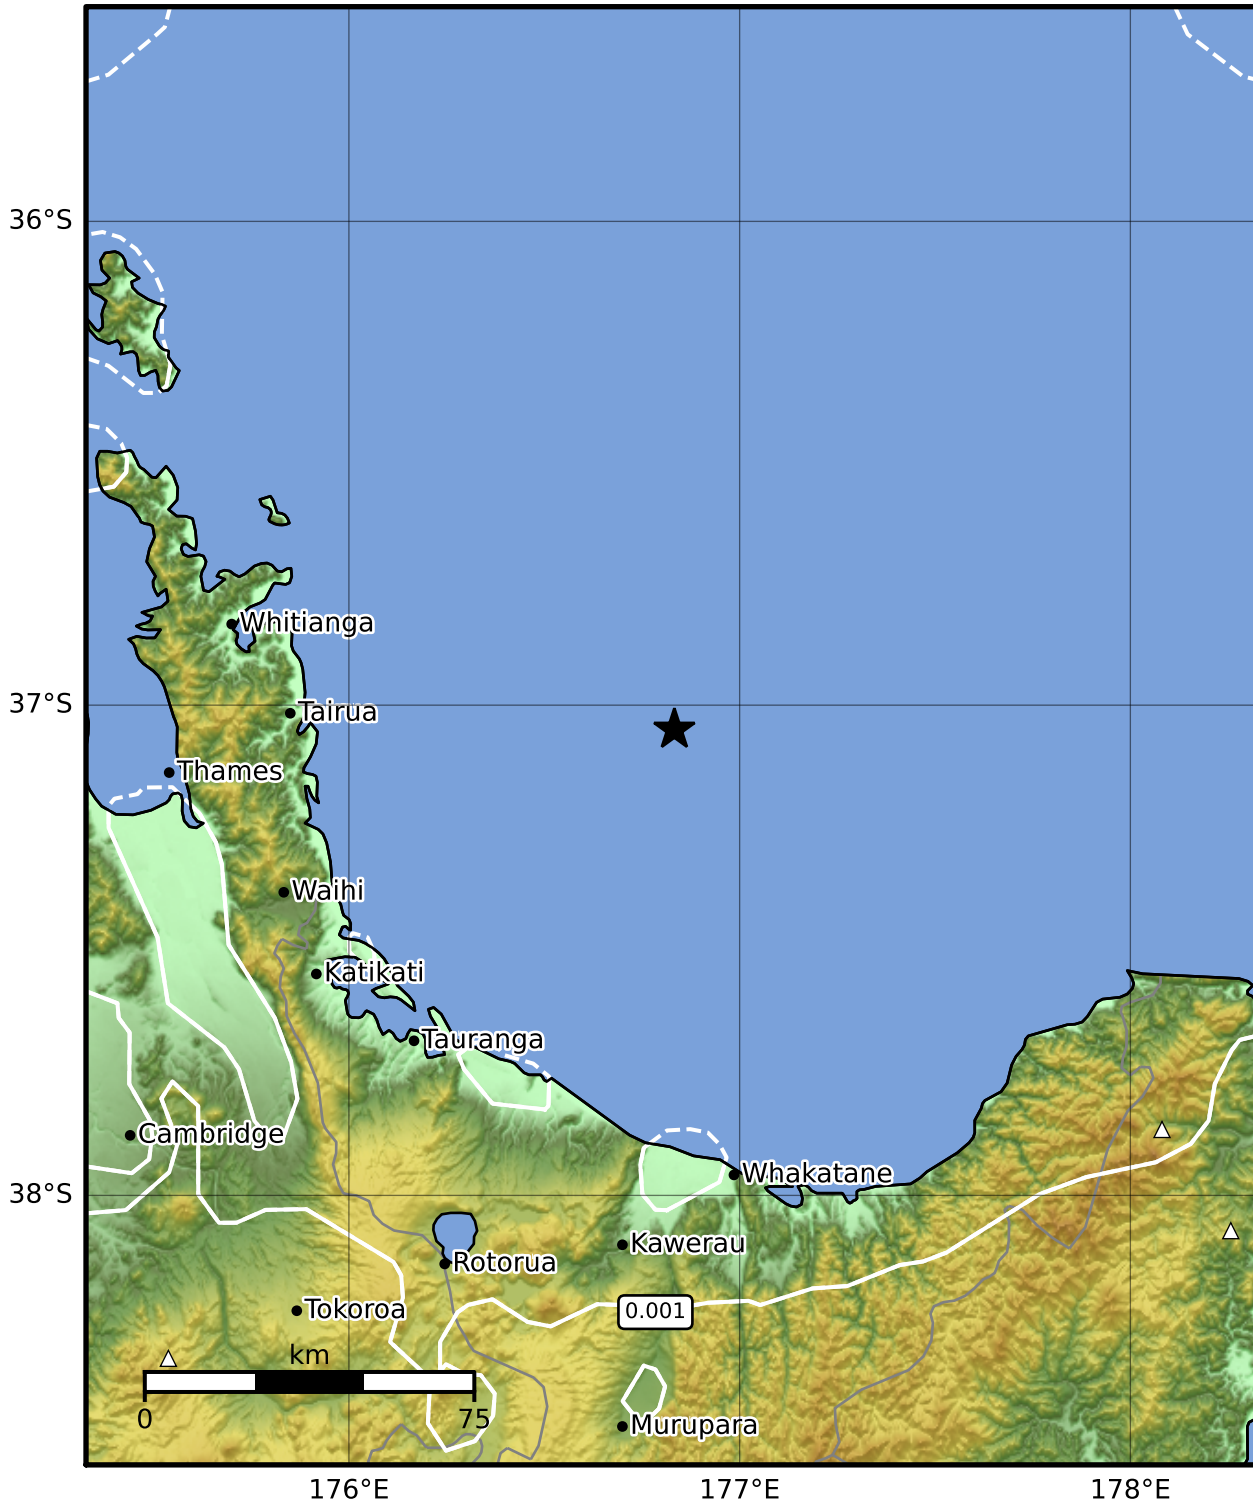 36°S
Whitianga
37°S
Tairua
Thames
Waihi
Katikati
Tauranga
Cambridge
Whakatane
38°S
Kawerau
Rotorua
Tokoroa
0.001
km
0
75
Murupara
176°E
177°E
178°E